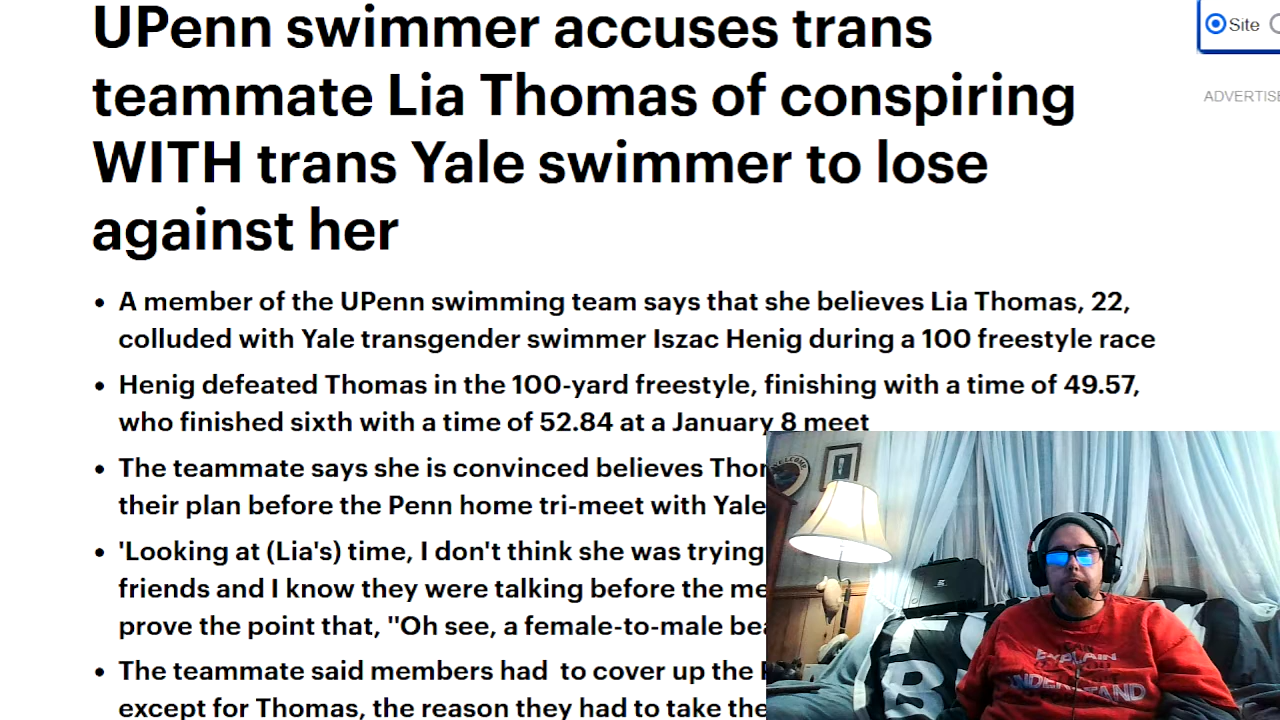 UPenn swimmer accuses trans
teammate Lia Thomas of conspiring
WITH trans Yale swimmer to lose
against her
Site
ADVERTISE
• A member of the UPenn swimming team says that she believes Lia Thomas, 22,
colluded with Yale transgender swimmer Iszac Henig during a 100 freestyle race
• Henig defeated Thomas in the 100-yard freestyle, finishing with a time of 49.57,
who finished sixth with a time of 52.84 at a January 8 meet
• The teammate says she is convinced believes Thom
their plan before the Penn home tri-meet with Yale
• 'Looking at (Lia's) time, I don't think she was trying
friends and I know they were talking before the me
prove the point that, "Oh see, a female-to-male bea
• The teammate said members had to cover up the
except for Thomas, the reason they had to take the
WELCOME
B
EXPLAIN
UNDERSTAND